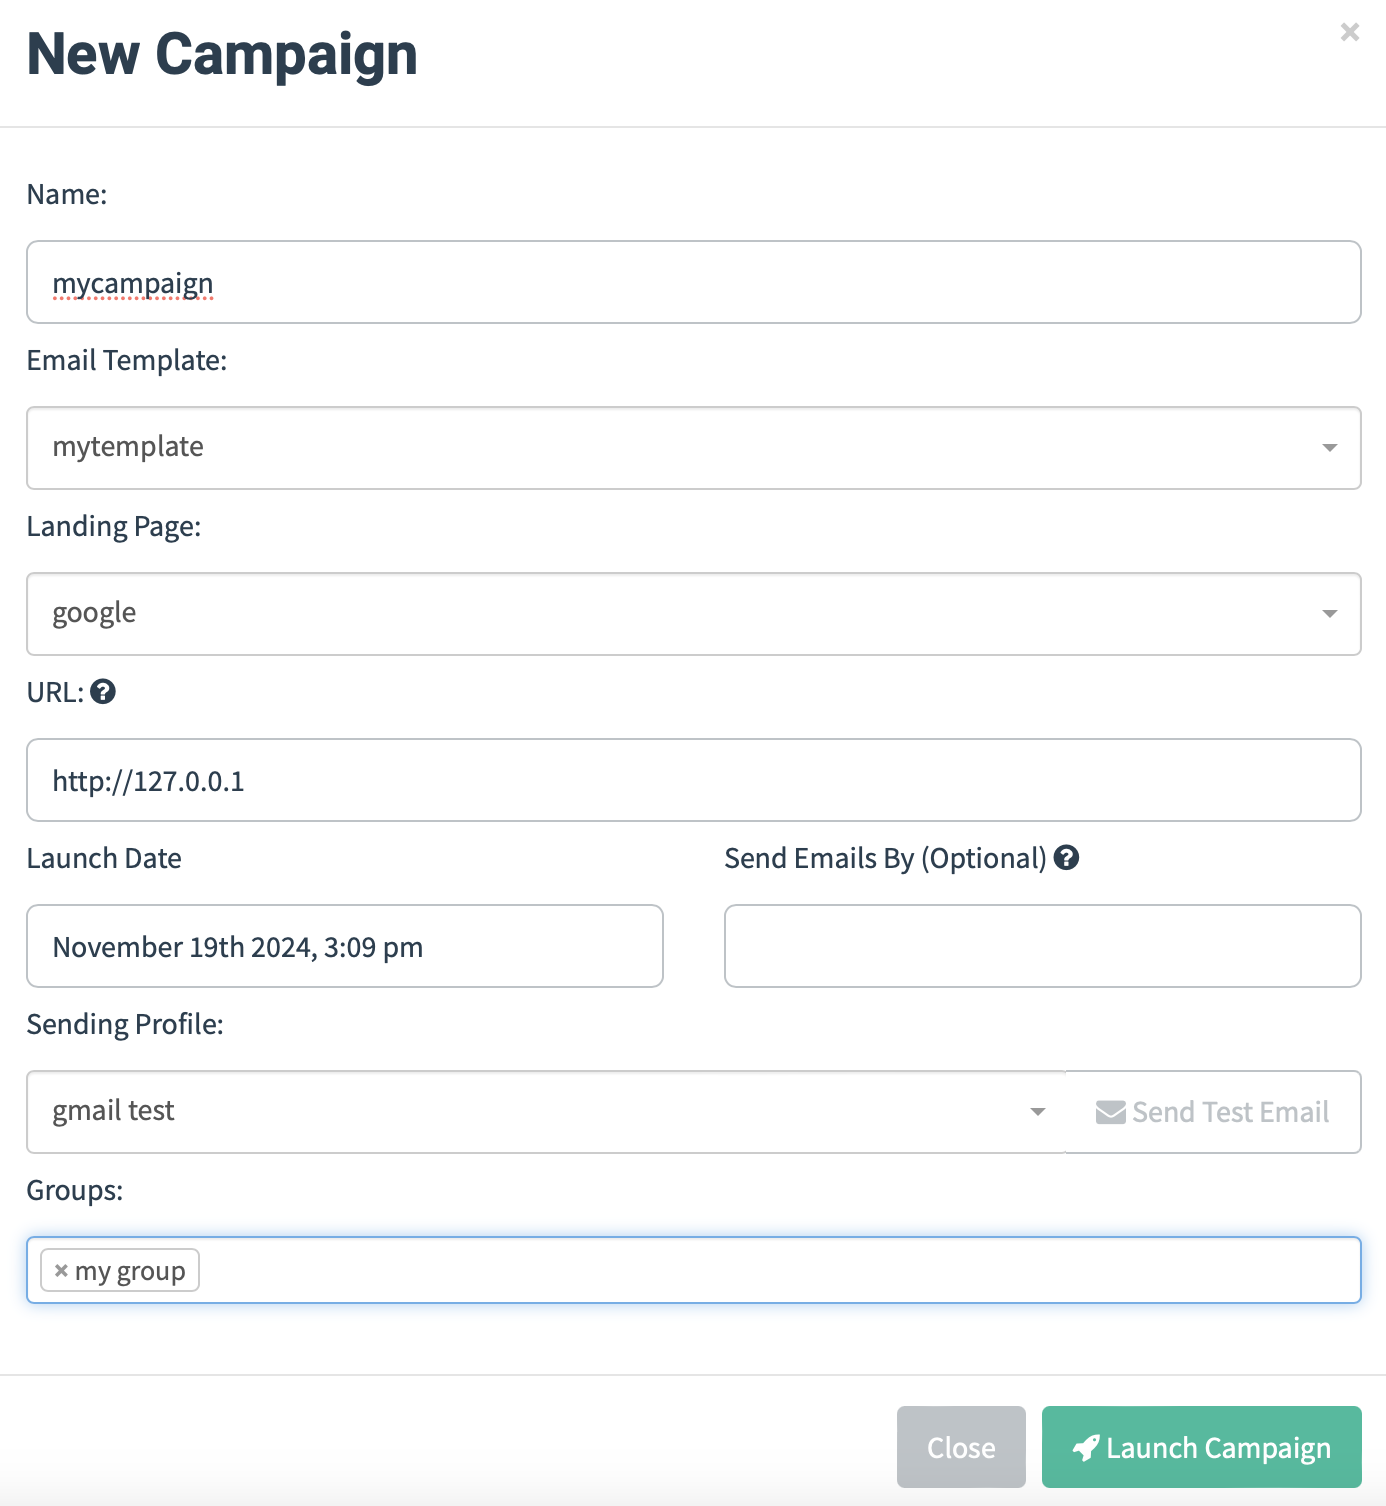 New Campaign
×
Name:
mycampaign
Email Template:
mytemplate
Landing Page:
google
URL: ?
http://127.0.0.1
Launch Date
Send Emails By (Optional) ?
November 19th 2024, 3:09 pm
Sending Profile:
gmail test
Send Test Email
Groups:
× my group
Close
Launch Campaign